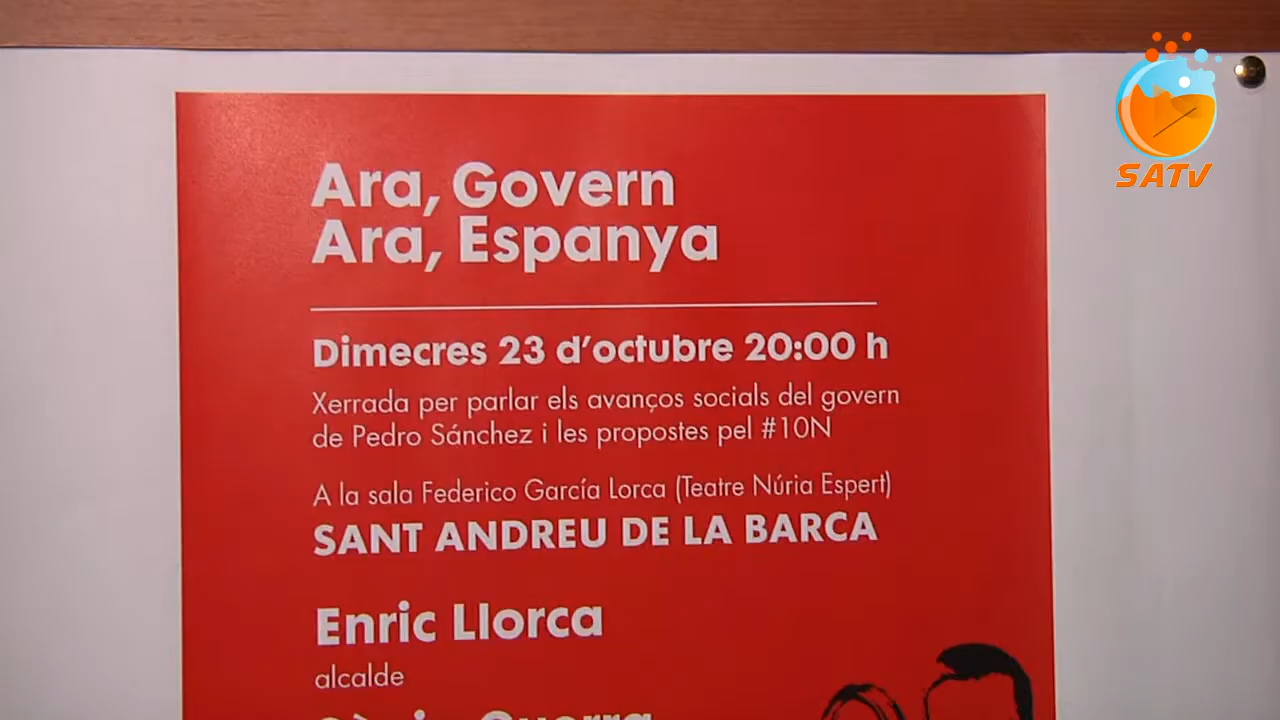 SATV
Ara, Govern
Ara, Espanya
Dimecres 23 d'octubre 20:00 h
Xerrada per parlar els avanços socials del govern
de Pedro Sánchez i les propostes pel #10N
A la sala Federico García Lorca (Teatre Núria Espert)
SANT ANDREU DE LA BARCA
Enric Llorca
alcalde